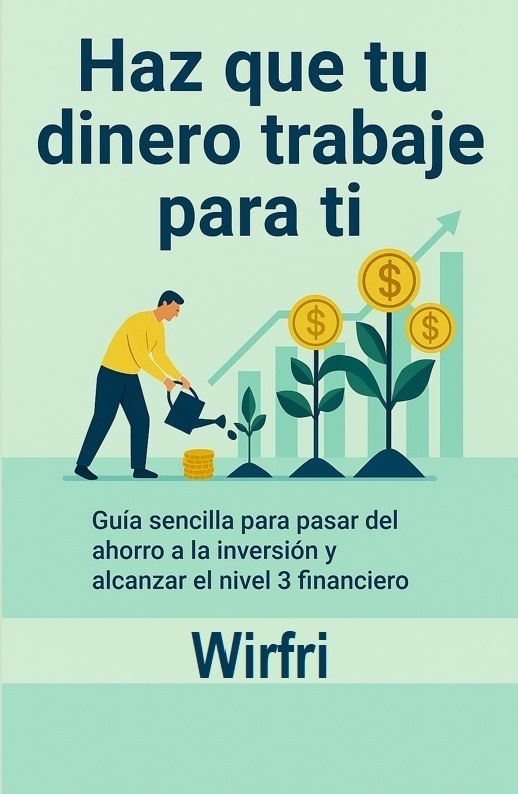 Haz que tu
dinero trabaje
para ti
$
$
$
Guía sencilla para pasar del
ahorro a la inversión y
alcanzar el nivel 3 financiero
Wirfri